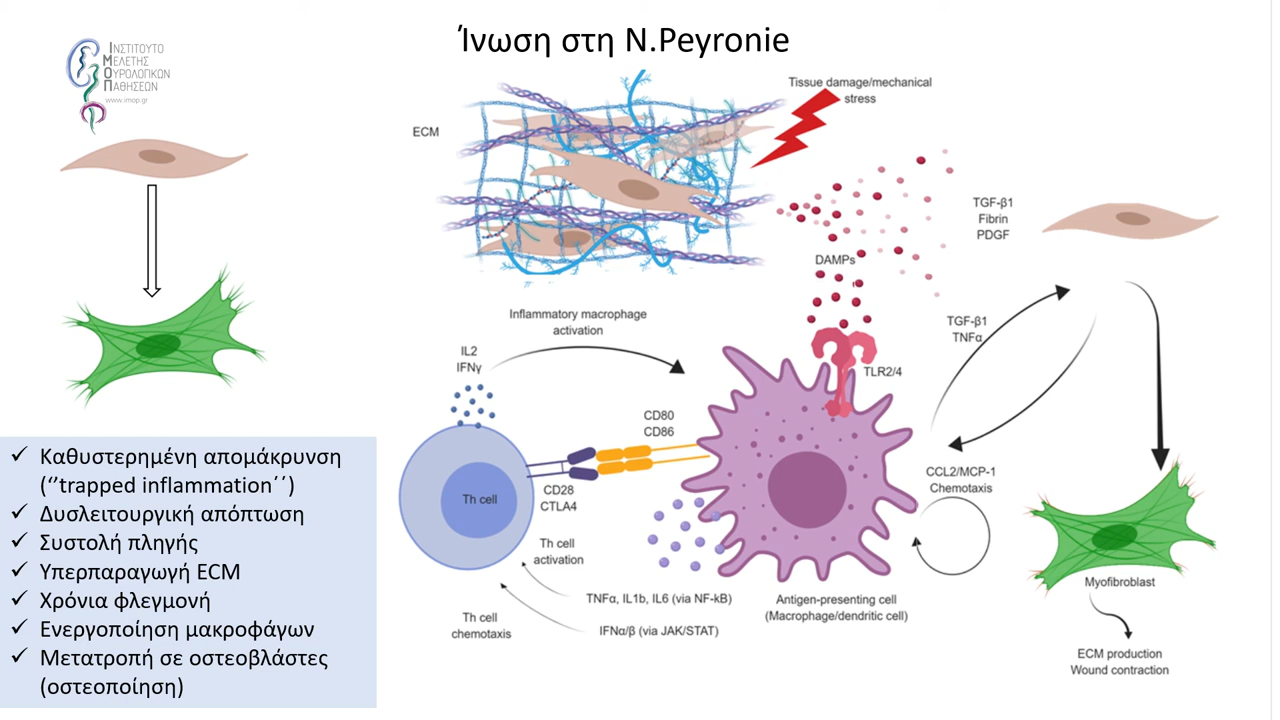 Ίνωση στη Ν.Peyronie
ΙΝΣΤΙΤΟΥΤΟ
ΜΕΛΕΤΗΣ
ΟΥΡΟΛΟΓΙΚΩΝ
ΠΑΘΗΣΕΩΝ
www.imop.gr
Tissue damage/mechanical
stress
ECM
TGF-β1
Fibrin
PDGF
DAMPs
Inflammatory macrophage
activation
TGF-β1
TNFα
IL2
IFNγ
TLR2/4
CD80
CD86
Th cell
CD28
CTLA4
CCL2/MCP-1
Chemotaxis
Th cell
activation
TNFα, IL1b, IL6 (via NF-kB)
Th cell
chemotaxis
IFNα/β (via JAK/STAT)
Antigen-presenting cell
(Macrophage/dendritic cell)
Myofibroblast
ECM production
Wound contraction
✓ Καθυστερημένη απομάκρυνση
(‘’trapped inflammation΄΄)
✓ Δυσλειτουργική απόπτωση
✓ Συστολή πληγής
✓ Υπερπαραγωγή ECM
✓ Χρόνια φλεγμονή
✓ Ενεργοποίηση μακροφάγων
✓ Μετατροπή σε οστεοβλάστες
(οστεοποίηση)